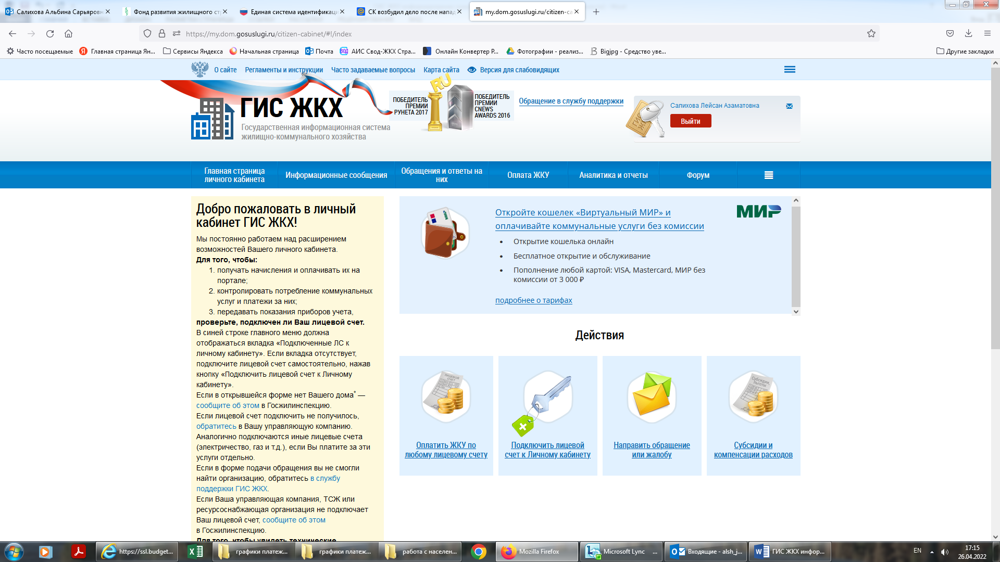 Салихова Альбина Сарьяровн
Фонд развития жилищного ст
Единая система идентификац
СК возбудил дело после напад
my.dom.gosuslugi.ru/citizen-ca
https://my.dom.gosuslugi.ru/citizen-cabinet/#!/index
Часто посещаемые
Главная страница Ян...
Сервисы Яндекса
Начальная страница
Почта
АИС Свод-ЖКХ Стра...
Онлайн Конвертер P...
Фотографии - реализ...
Bigjpg - Средство уве...
Другие закладки
О сайте
Регламенты и инструкции
Часто задаваемые вопросы
Карта сайта
Версия для слабовидящих
ГИС ЖКХ
Государственная информационная система
жилищно-коммунального хозяйства
ПОБЕДИТЕЛЬ
ПРЕМИИ
РУНЕТА 2017
RU
ПОБЕДИТЕЛЬ
ПРЕМИИ
CNEWS
AWARDS 2016
Обращение в службу поддержки
Салихова Лейсан Азаматовна
Выйти
Главная страница
личного кабинета
Информационные сообщения
Обращения и ответы на
них
Оплата ЖКУ
Аналитика и отчеты
Форум
Добро пожаловать в личный
кабинет ГИС ЖКХ!
Мы постоянно работаем над расширением
возможностей Вашего личного кабинета.
Для того, чтобы:
1. получать начисления и оплачивать их на
портале;
2. контролировать потребление коммунальных
услуг и платежи за них;
3. передавать показания приборов учета,
проверьте, подключен ли Ваш лицевой счет.
В синей строке главного меню должна
отображаться вкладка «Подключенные ЛС к
личному кабинету». Если вкладка отсутствует,
подключите лицевой счет самостоятельно, нажав
кнопку «Подключить лицевой счет к Личному
кабинету».
Если в открывшейся форме нет Вашего дома* —
сообщите об этом в Госжилинспекцию.
Если лицевой счет подключить не получилось,
обратитесь в Вашу управляющую компанию.
Аналогично подключаются иные лицевые счета
(электричество, газ и т.д.), если Вы платите за эти
услуги отдельно.
Если в форме подачи обращения вы не смогли
найти организацию, обратитесь в службу
поддержки ГИС ЖКХ.
Если Ваша управляющая компания, ТСЖ или
ресурсоснабжающая организация не подключает
Ваш лицевой счет, сообщите об этом
в Госжилинспекцию.
Для того, чтобы увидеть технические
Откройте кошелек «Виртуальный МИР» и
оплачивайте коммунальные услуги без комиссии
• Открытие кошелька онлайн
• Бесплатное открытие и обслуживание
• Пополнение любой картой: VISA, Mastercard, МИР без
комиссии от 3 000 ₽
подробнее о тарифах
МИР
Действия
ЛИЦЕВОЙ
СЧЕТ
Оплатить ЖКУ по
любому лицевому счету
Подключить лицевой
счет к Личному кабинету
Направить обращение
или жалобу
Субсидии,
льготы
Субсидии и
компенсации расходов
https://ssl.budget...
графики платеж...
графики платеж...
работа с населен...
Mozilla Firefox
Microsoft Lync ...
Входящие - alsh_j...
ГИС ЖКХ инфор...
EN
17:15
26.04.2022